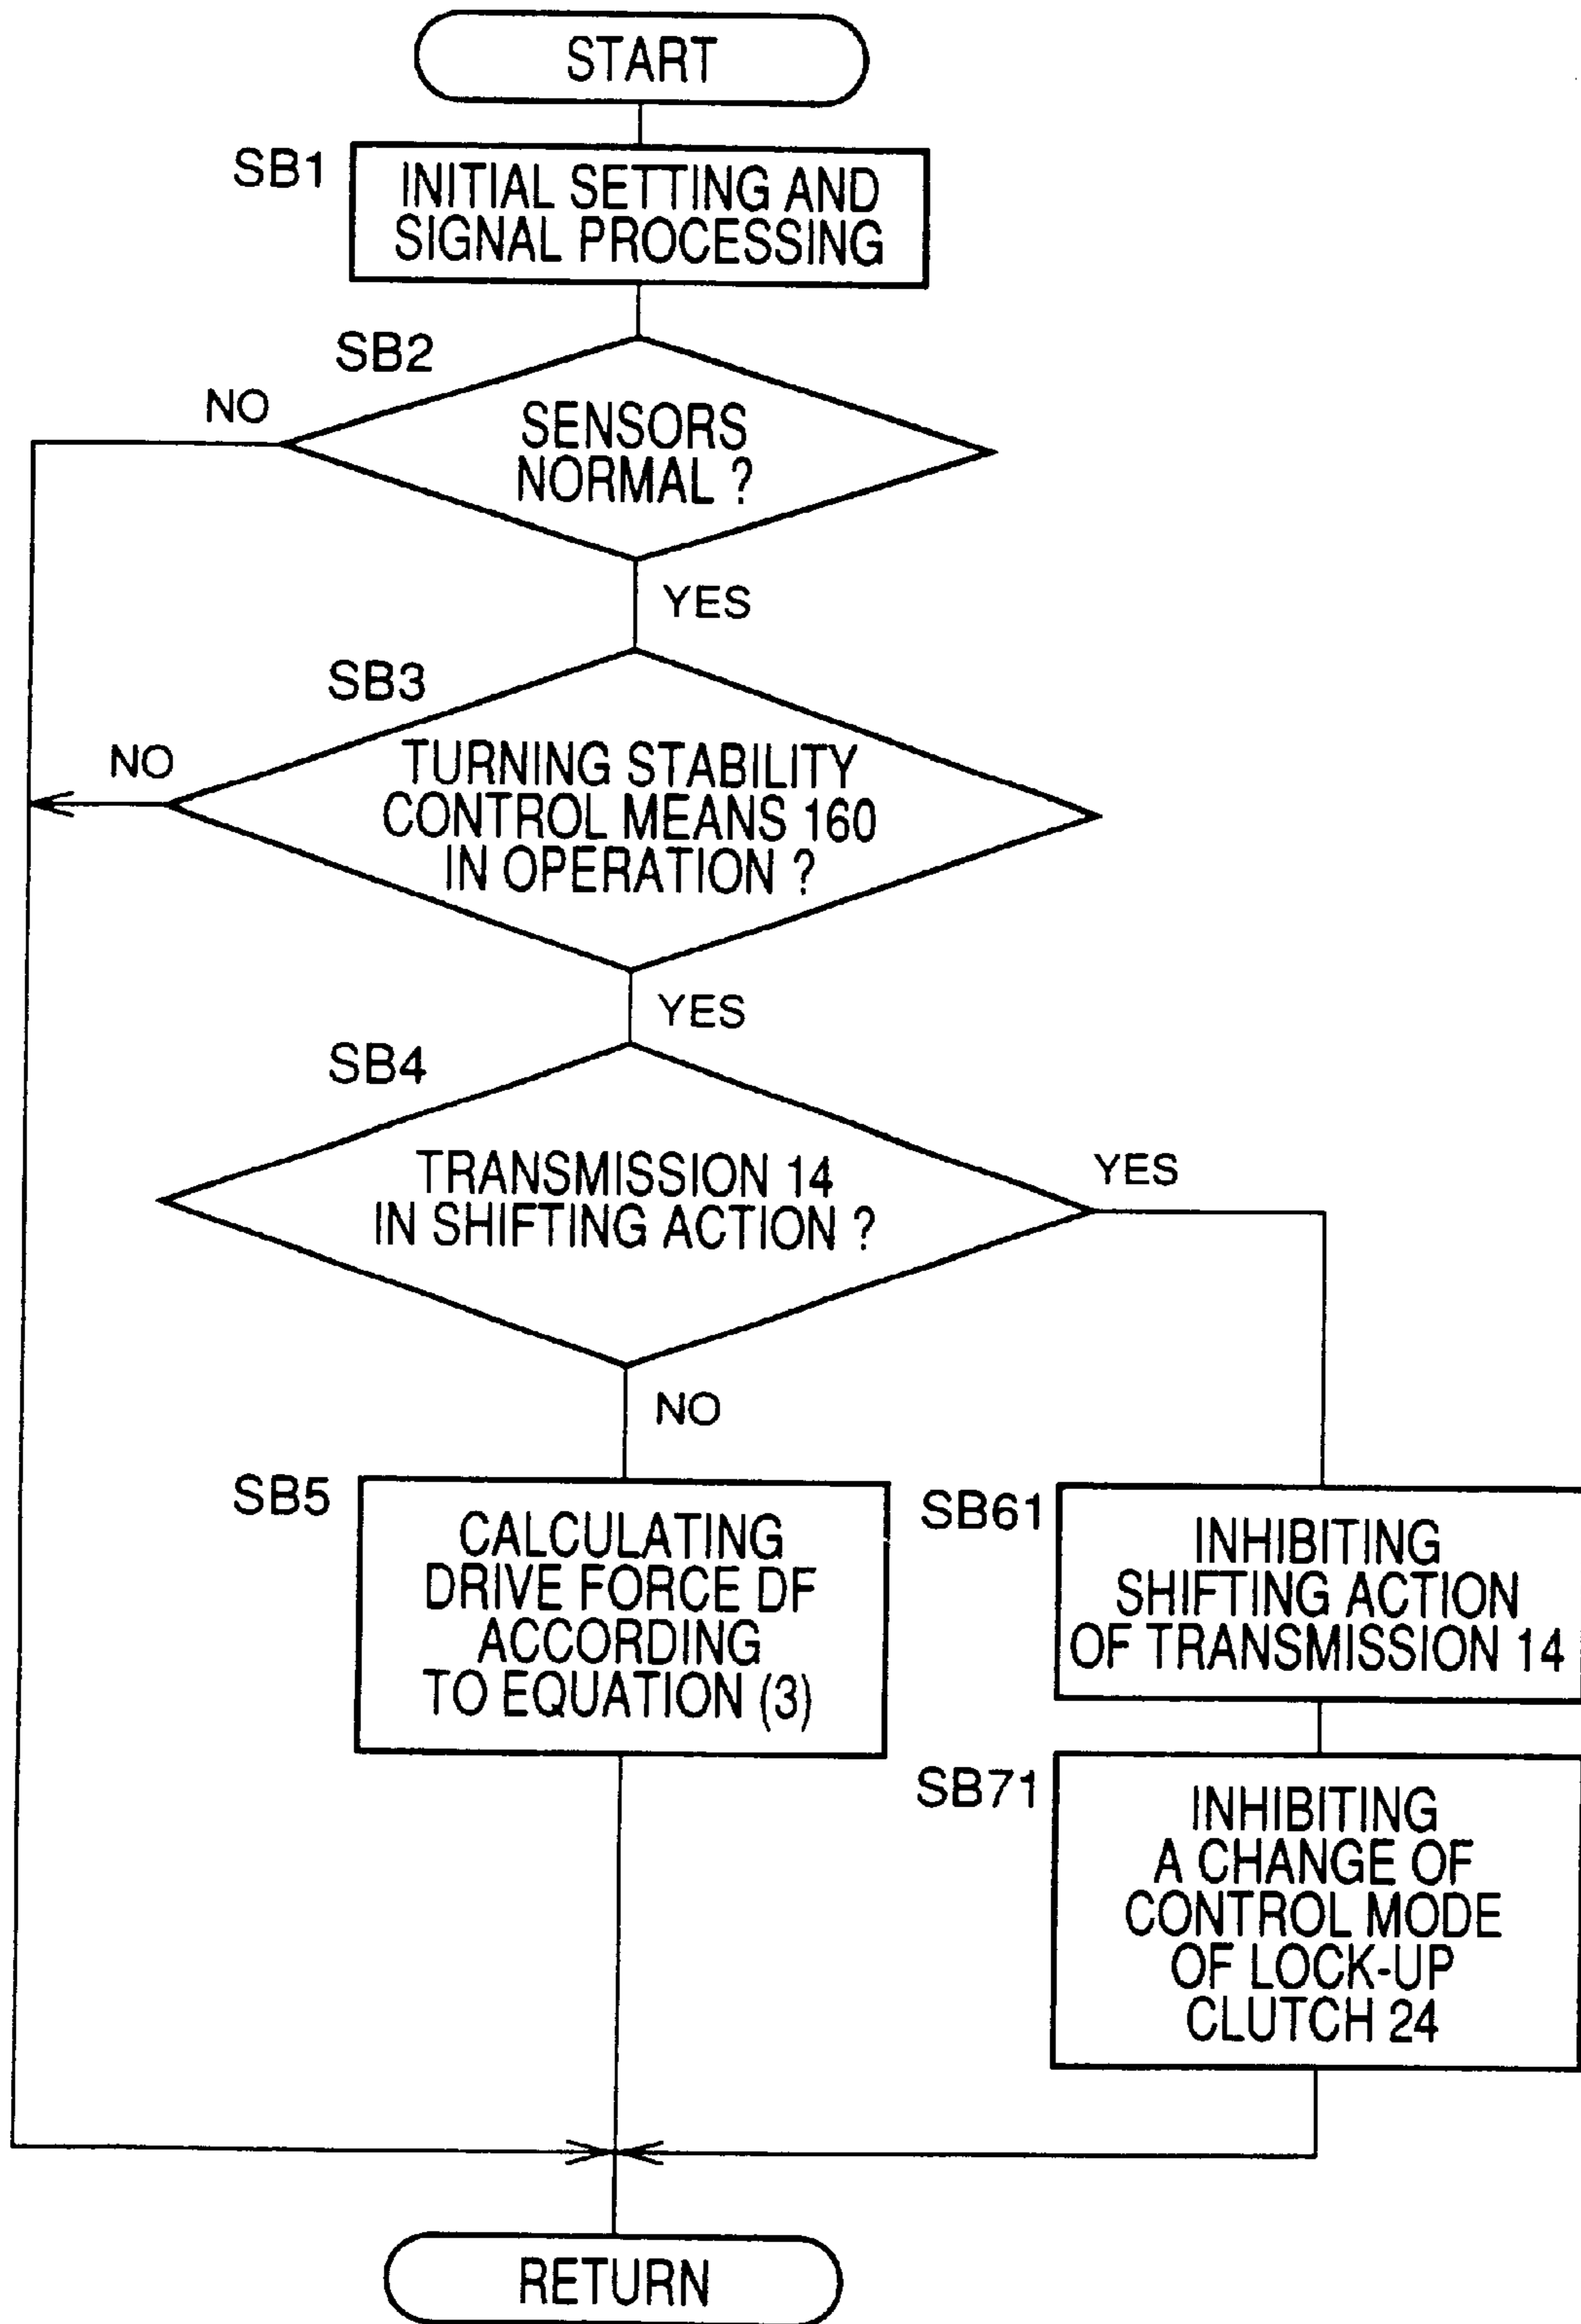 START
SB1
INITIAL SETTING AND
SIGNAL PROCESSING
SB2
NO
SENSORS
NORMAL ?
YES
SB3
NO
TURNING STABILITY
CONTROL MEANS 160
IN OPERATION ?
YES
SB4
TRANSMISSION 14
IN SHIFTING ACTION ?
YES
NO
SB5
CALCULATING
DRIVE FORCE DF
ACCORDING
TO EQUATION (3)
SB61
INHIBITING
SHIFTING ACTION
OF TRANSMISSION 14
SB71
INHIBITING
A CHANGE OF
CONTROL MODE
OF LOCK-UP
CLUTCH 24
RETURN